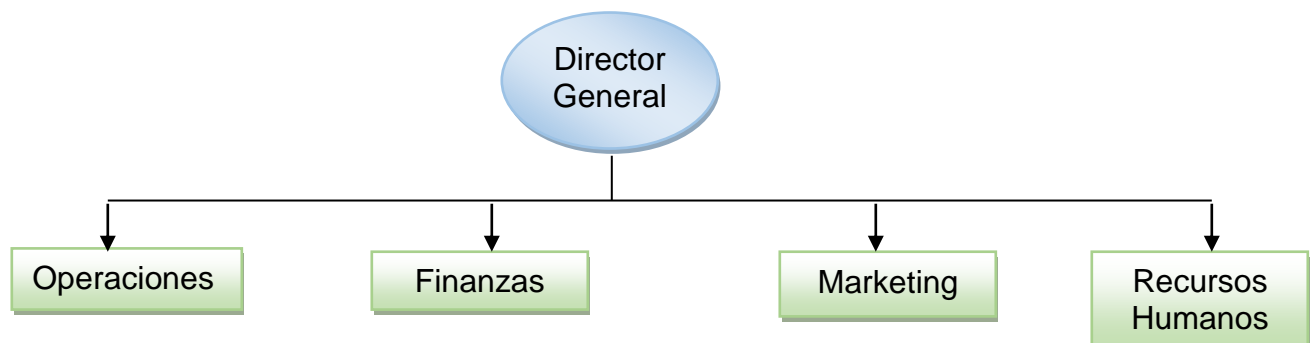 Director
General
Operaciones
Finanzas
Marketing
Recursos
Humanos